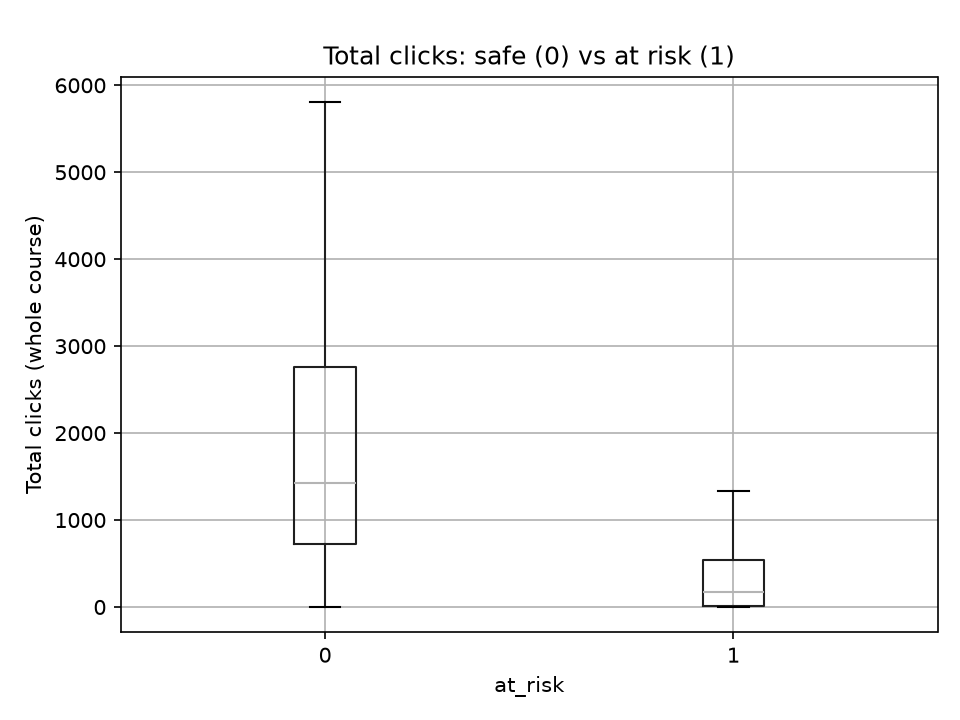 Total clicks: safe (0) vs at risk (1)
Total clicks (whole course)
6000
5000
4000
3000
2000
1000
0
0 1
at_risk